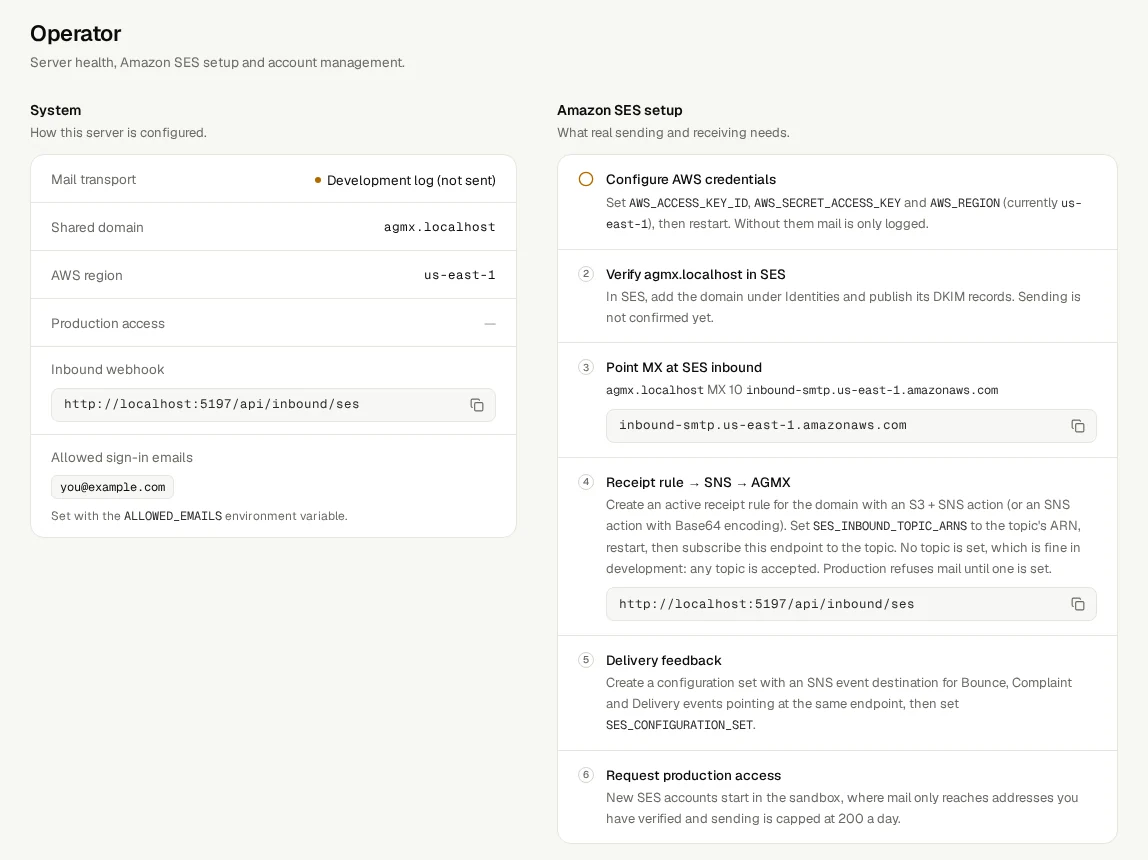 Operator
Server health, Amazon SES setup and account management.
System
How this server is configured.
Mail transport
Development log (not sent)
Shared domain
agmx.localhost
AWS region
us-east-1
Production access
—
Inbound webhook
http://localhost:5197/api/inbound/ses
Allowed sign-in emails
you@example.com
Set with the ALLOWED_EMAILS environment variable.
Amazon SES setup
What real sending and receiving needs.
Configure AWS credentials
Set AWS_ACCESS_KEY_ID, AWS_SECRET_ACCESS_KEY and AWS_REGION (currently us-
east-1), then restart. Without them mail is only logged.
2
Verify agmx.localhost in SES
In SES, add the domain under Identities and publish its DKIM records. Sending is
not confirmed yet.
3
Point MX at SES inbound
agmx.localhost MX 10 inbound-smtp.us-east-1.amazonaws.com
inbound-smtp.us-east-1.amazonaws.com
4
Receipt rule → SNS → AGMX
Create an active receipt rule for the domain with an S3 + SNS action (or an SNS
action with Base64 encoding). Set SES_INBOUND_TOPIC_ARNS to the topic's ARN,
restart, then subscribe this endpoint to the topic. No topic is set, which is fine in
development: any topic is accepted. Production refuses mail until one is set.
http://localhost:5197/api/inbound/ses
5
Delivery feedback
Create a configuration set with an SNS event destination for Bounce, Complaint
and Delivery events pointing at the same endpoint, then set
SES_CONFIGURATION_SET.
6
Request production access
New SES accounts start in the sandbox, where mail only reaches addresses you
have verified and sending is capped at 200 a day.